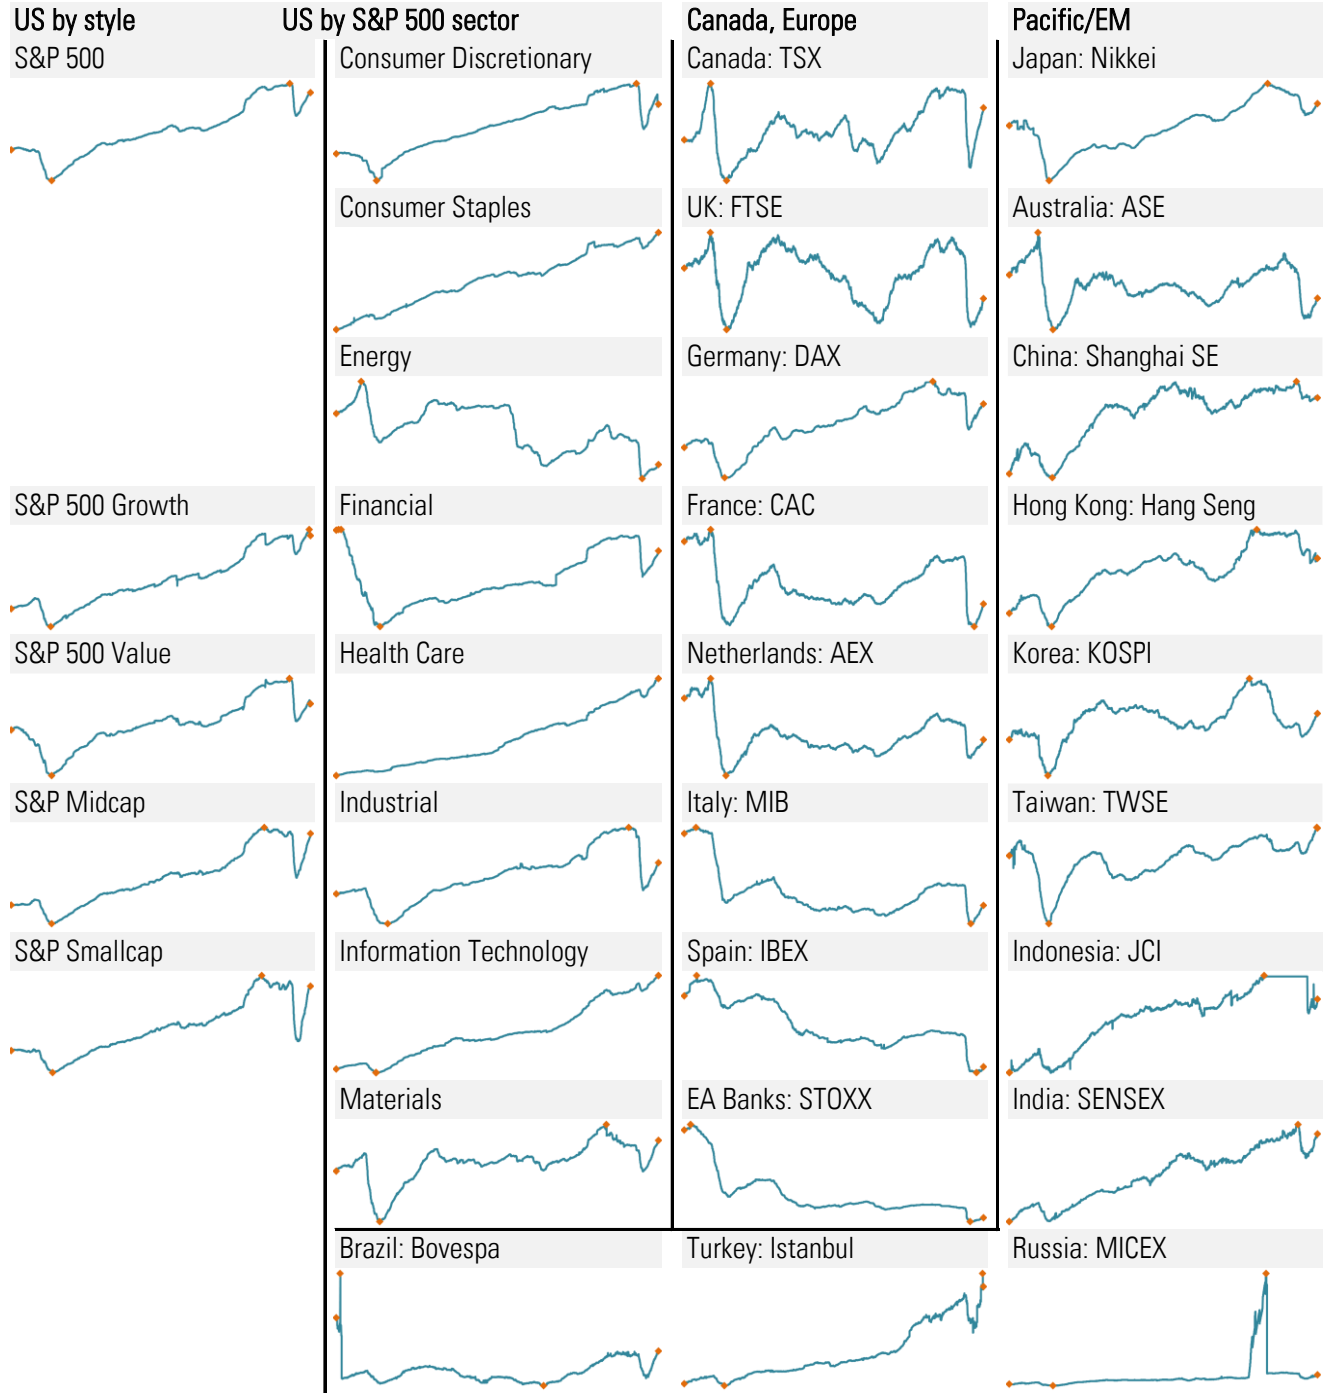 US by style US by S&P 500 sector Canada, Europe Pacific/EM
S&P 500 Consumer Discretionary Canada: TSX Japan: Nikkei
Consumer Staples UK: FTSE Australia: ASE
Energy Germany: DAX China: Shanghai SE
S&P 500 Growth Financial France: CAC Hong Kong: Hang Seng
S&P 500 Value Health Care Netherlands: AEX Korea: KOSPI
S&P Midcap Industrial Italy: MIB Taiwan: TWSE
S&P Smallcap Information Technology Spain: IBEX Indonesia: JCI
Materials EA Banks: STOXX India: SENSEX
Brazil: Bovespa Turkey: Istanbul Russia: MICEX